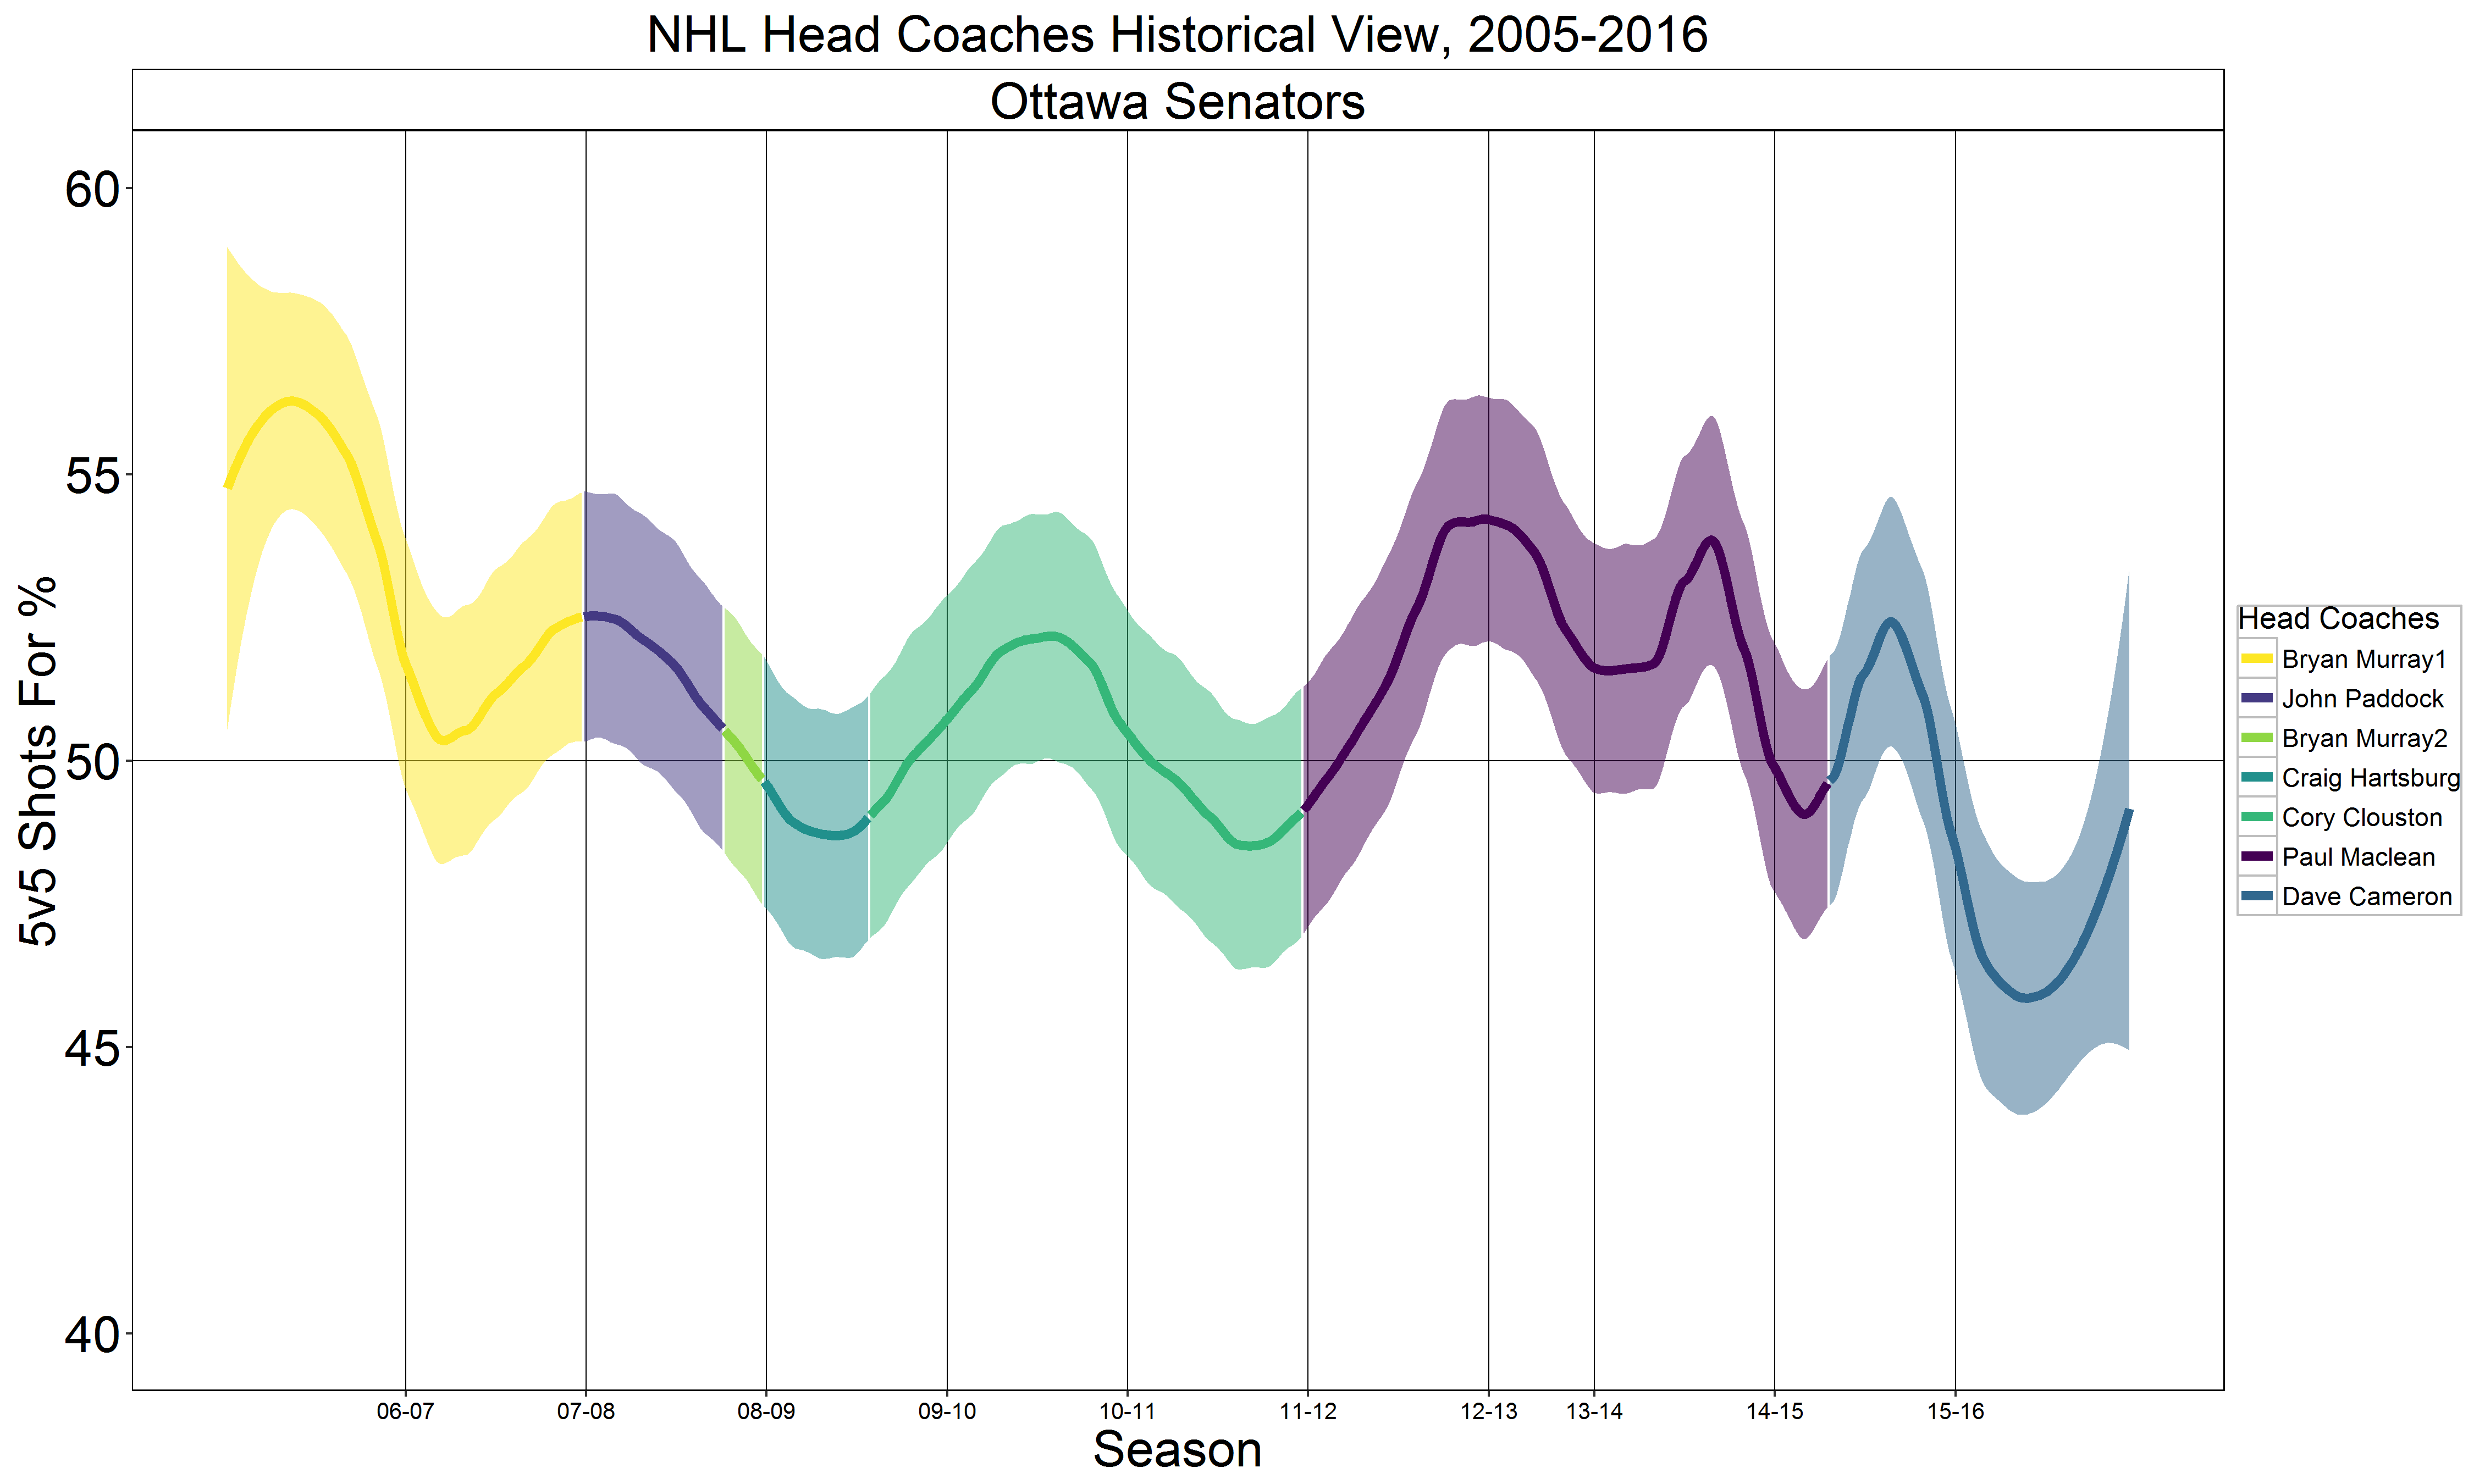 NHL Head Coaches Historical View, 2005-2016
Ottawa Senators
5v5 Shots For %
60
55
50
45
40
06-07 07-08 08-09 09-10 10-11 11-12 12-13 13-14 14-15 15-16
Season
Head Coaches
Bryan Murray1
John Paddock
Bryan Murray2
Craig Hartsburg
Cory Clouston
Paul Maclean
Dave Cameron